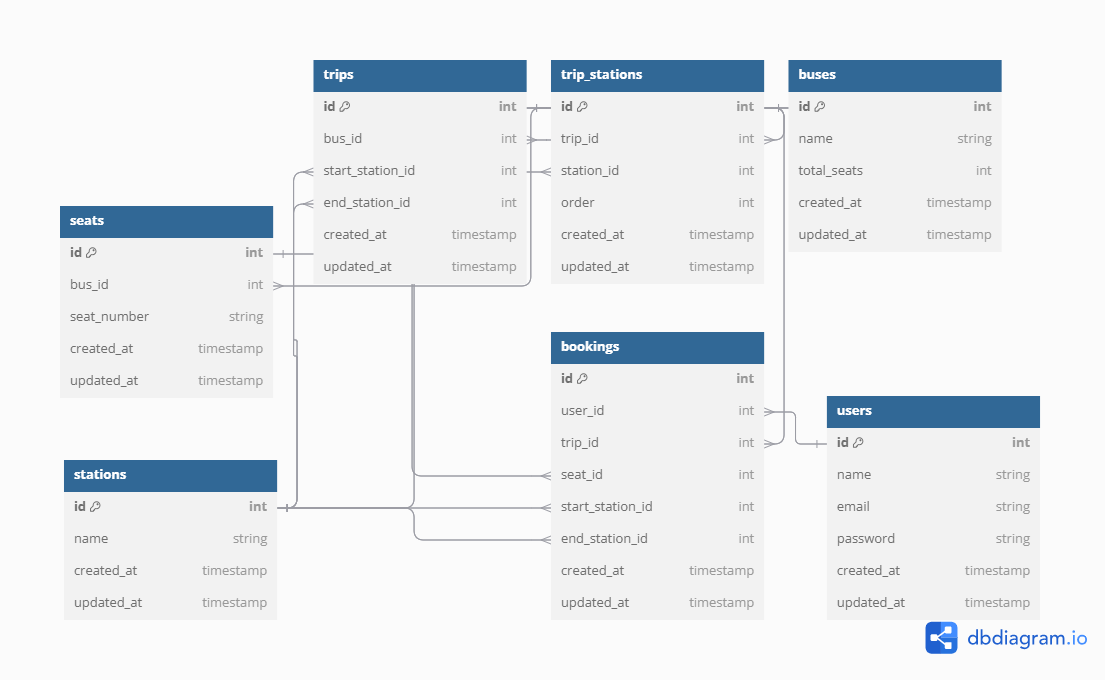 trips
id int
bus_id int
start_station_id int
end_station_id int
created_at timestamp
updated_at timestamp
trip_stations
id int
trip_id int
station_id int
order int
created_at timestamp
updated_at timestamp
buses
id int
name string
total_seats int
created_at timestamp
updated_at timestamp
seats
id int
bus_id int
seat_number string
created_at timestamp
updated_at timestamp
bookings
id int
user_id int
trip_id int
seat_id int
start_station_id int
end_station_id int
created_at timestamp
updated_at timestamp
users
id int
name string
email string
password string
created_at timestamp
updated_at timestamp
stations
id int
name string
created_at timestamp
updated_at timestamp
dbdiagram.io